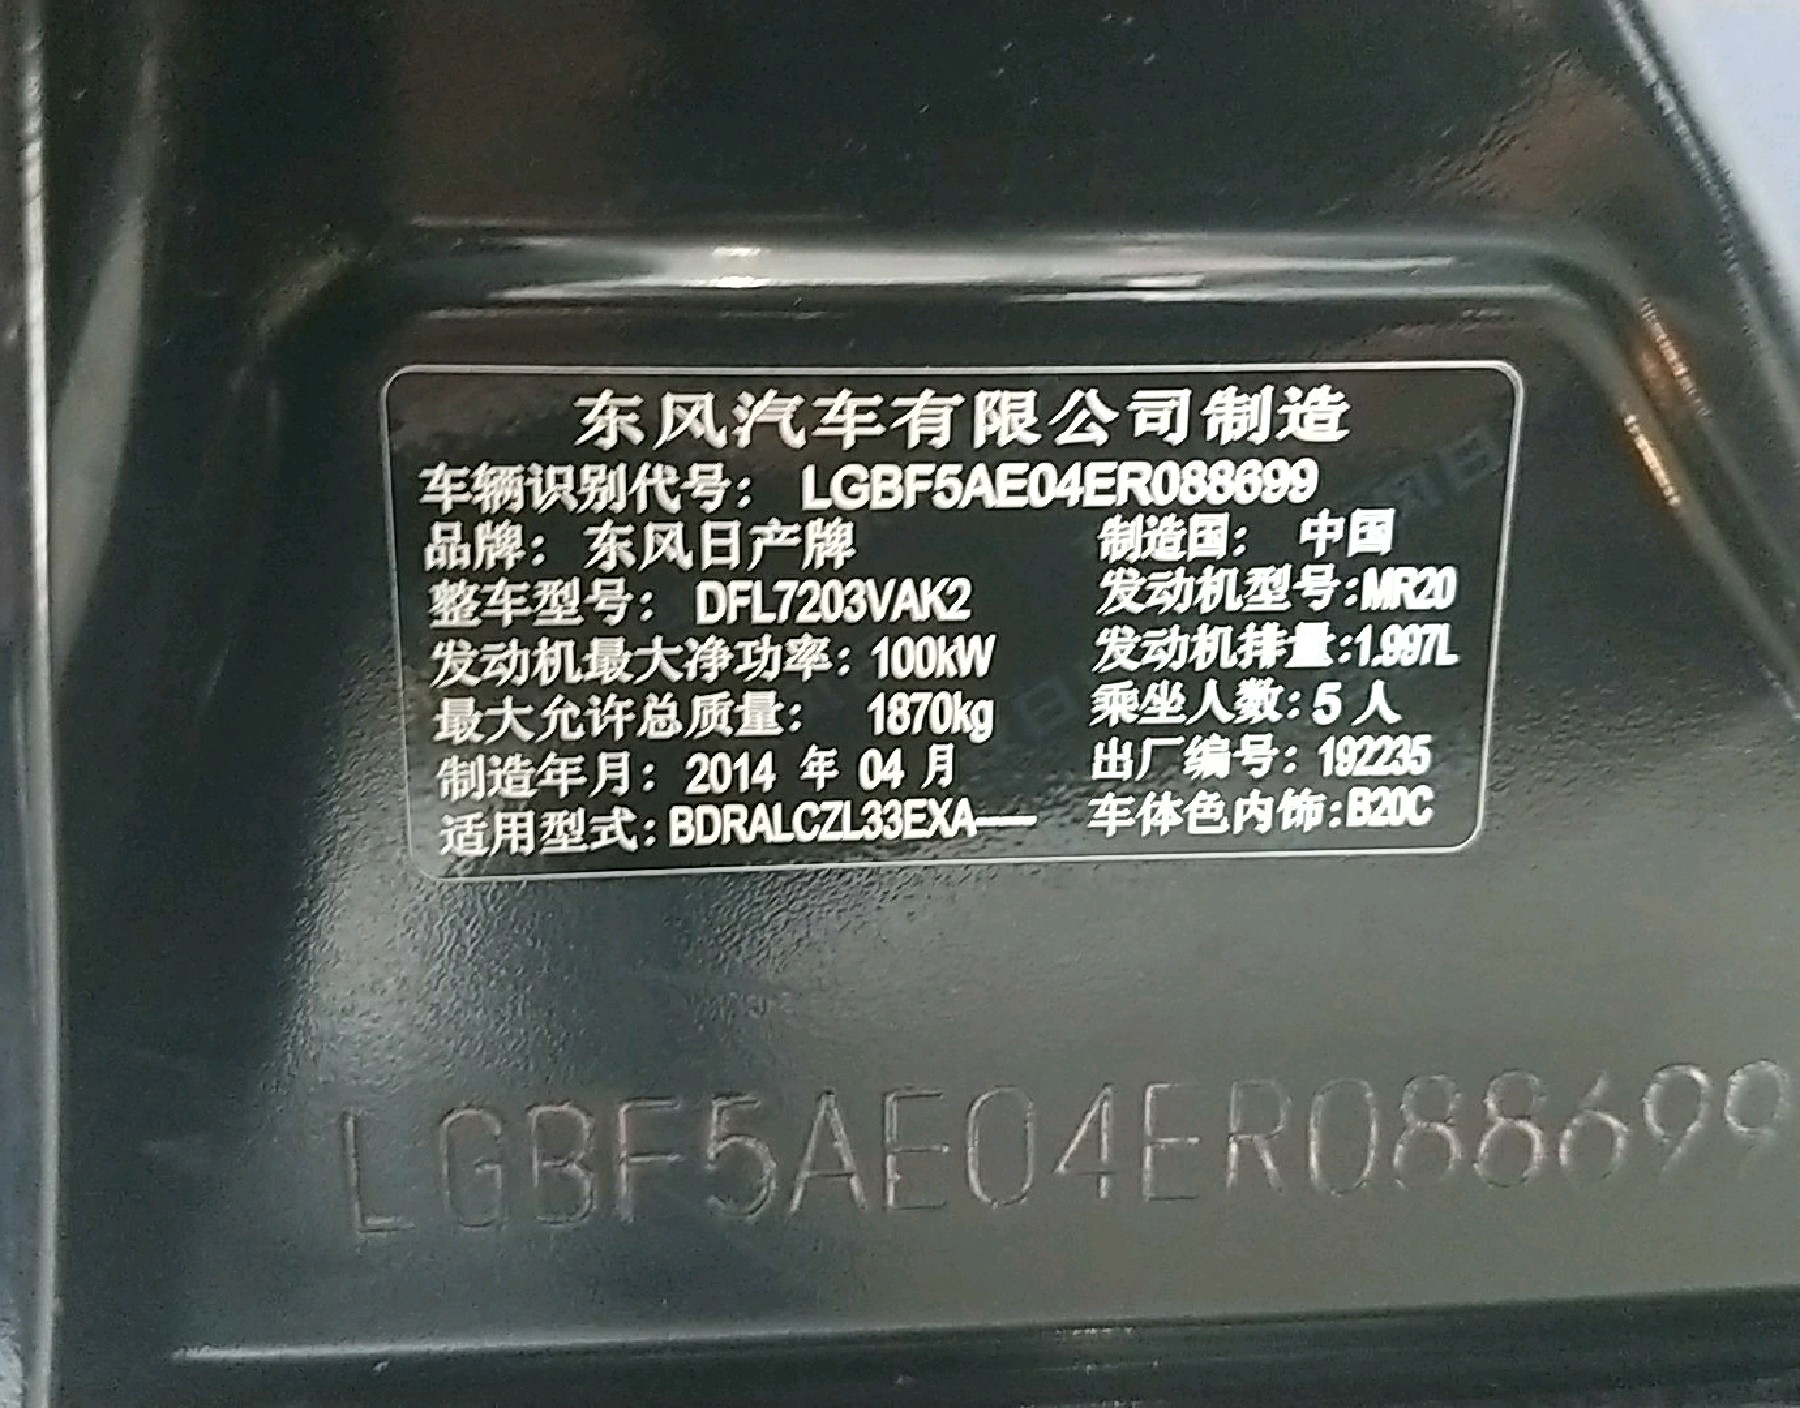 东风汽车有限公司制造
车辆识别代号： LGBF5AE04ER088699
品牌： 东风日产牌 制造国： 中国
整车型号： DFL7203VAK2 发动机型号:MR20
发动机最大净功率: 100kW 发动机排量:1.997L
最大允许总质量: 1870kg 乘坐人数: 5 人
制造年月: 2014 年 04 月 出厂编号: 192235
适用型式: BDRALCZL33EXA---- 车体色内饰:B20C
LGBF5AE04ER088699